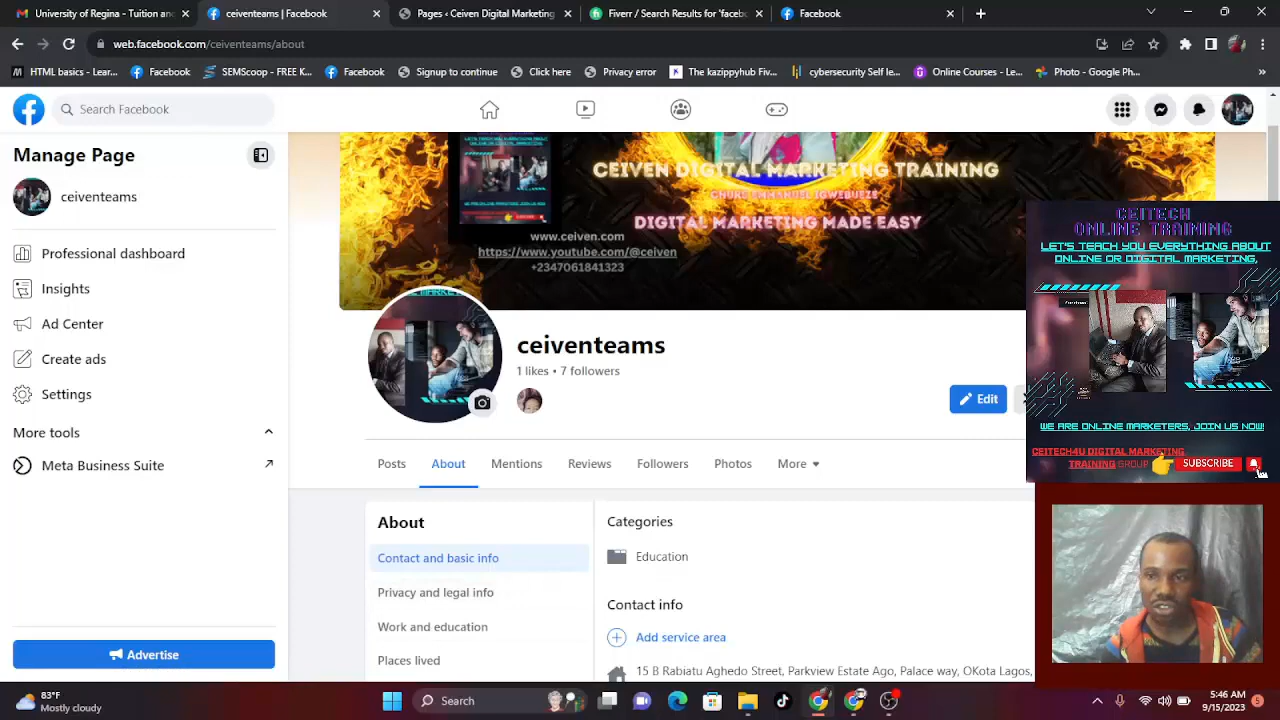 University of Regina - Tuition an
ceiventeams | Facebook
Pages ‹ Ceiven Digital Marketing
Fiverr / Search Results for 'facebo
Facebook
web.facebook.com/ceiventeams/about
HTML basics - Lear...
Facebook
SEMScoop - FREE K...
Facebook
Signup to continue
Click here
Privacy error
The kazippyhub Fiv...
cybersecurity Self le...
Online Courses - Le...
Photo - Google Ph...
Search Facebook
Manage Page
ceiventeams
Professional dashboard
Insights
Ad Center
Create ads
Settings
More tools
Meta Business Suite
Advertise
CEIVEN DIGITAL MARKETING TRAINING
DIGITAL MARKETING MADE EASY
www.ceiven.com
https://www.youtube.com/@ceiven
+2347061841323
ceiventeams
1 likes • 7 followers
Edit
Posts
About
Mentions
Reviews
Followers
Photos
More
About
Contact and basic info
Privacy and legal info
Work and education
Places lived
Categories
Education
Contact info
Add service area
15 B Rabiatu Aghedo Street, Parkview Estate Ago, Palace way, OKota Lagos,
CEITECH
ONLINE TRAINING
LET'S TEACH YOU EVERYTHING ABOUT
ONLINE OR DIGITAL MARKETING,
WE ARE ONLINE MARKETERS, JOIN US NOW!
CEITECH4U DIGITAL MARKETING
TRAINING GROUP
SUBSCRIBE
83°F
Mostly cloudy
Search
5:46 AM
9/15/2023